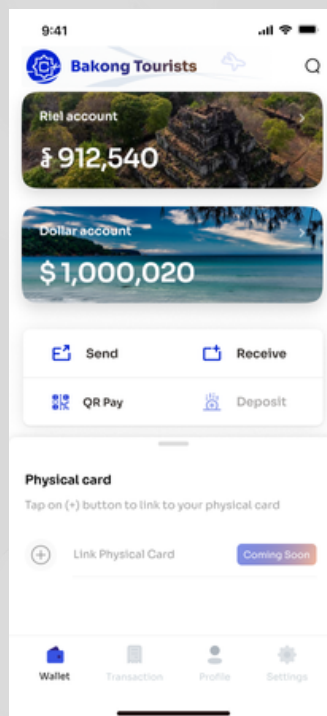 9:41
Bakong Tourists
Riel account
៛ 912,540
Dollar account
$ 1,000,020
Send
Receive
QR Pay
Deposit
Physical card
Tap on (+) button to link to your physical card
Link Physical Card
Coming Soon
Wallet
Transaction
Profile
Settings